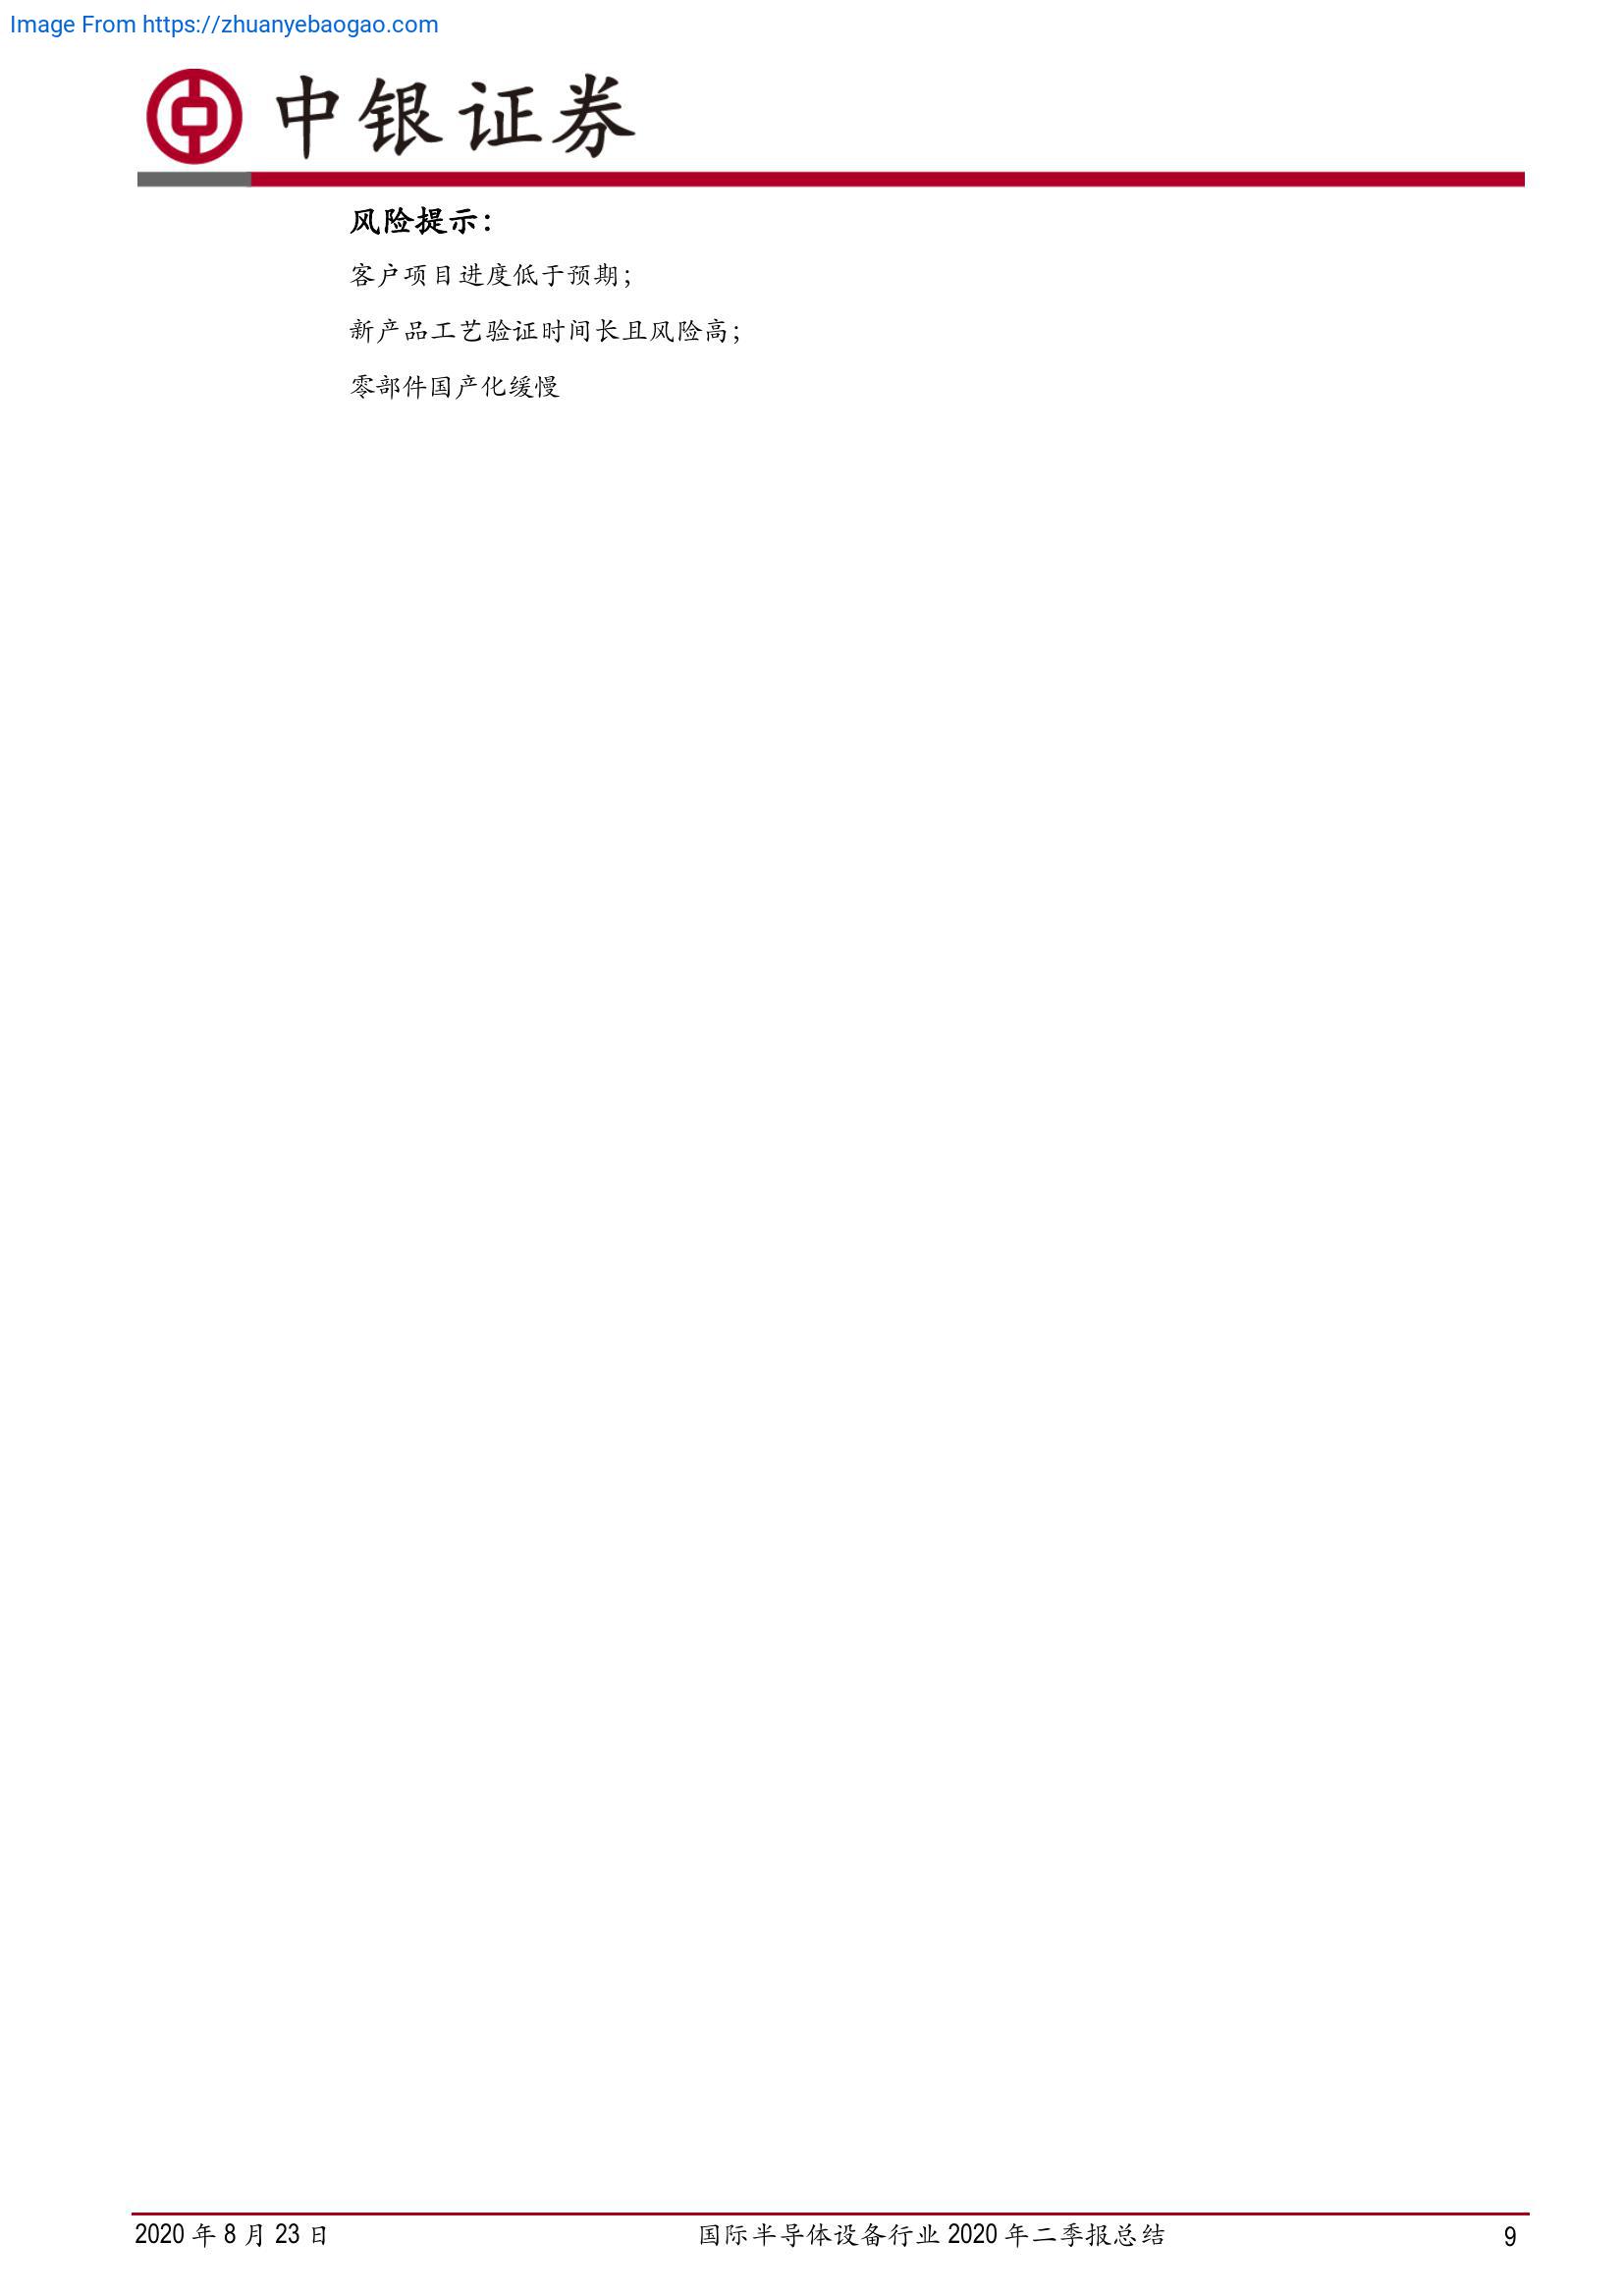 Image From https://zhuanyebaogao.com
中银证券
风险提示：
客户项目进度低于预期；
新产品工艺验证时间长且风险高；
零部件国产化缓慢
2020 年 8 月 23 日
国际半导体设备行业 2020 年二季报总结
9